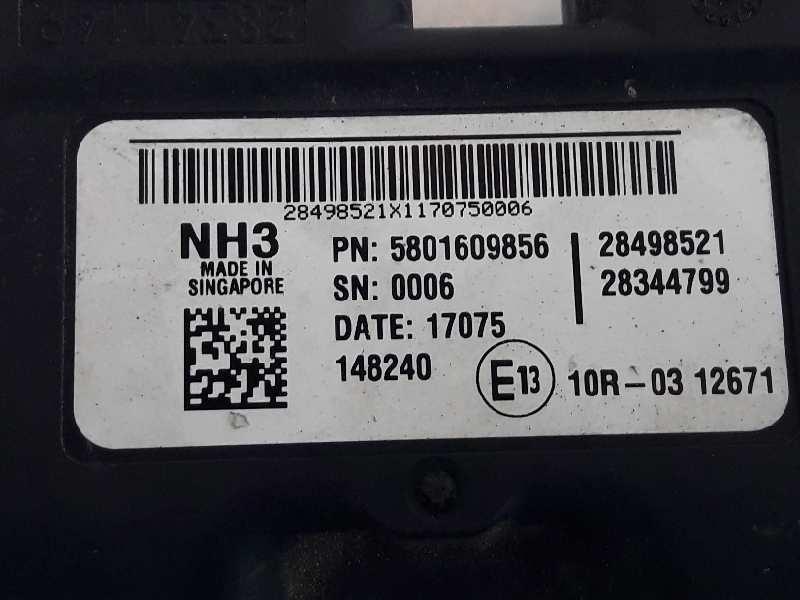 28498521X1170750006
NH3
MADE IN
SINGAPORE
PN: 5801609856
SN: 0006
DATE: 17075
148240
28498521
28344799
E13
10R-03 12671